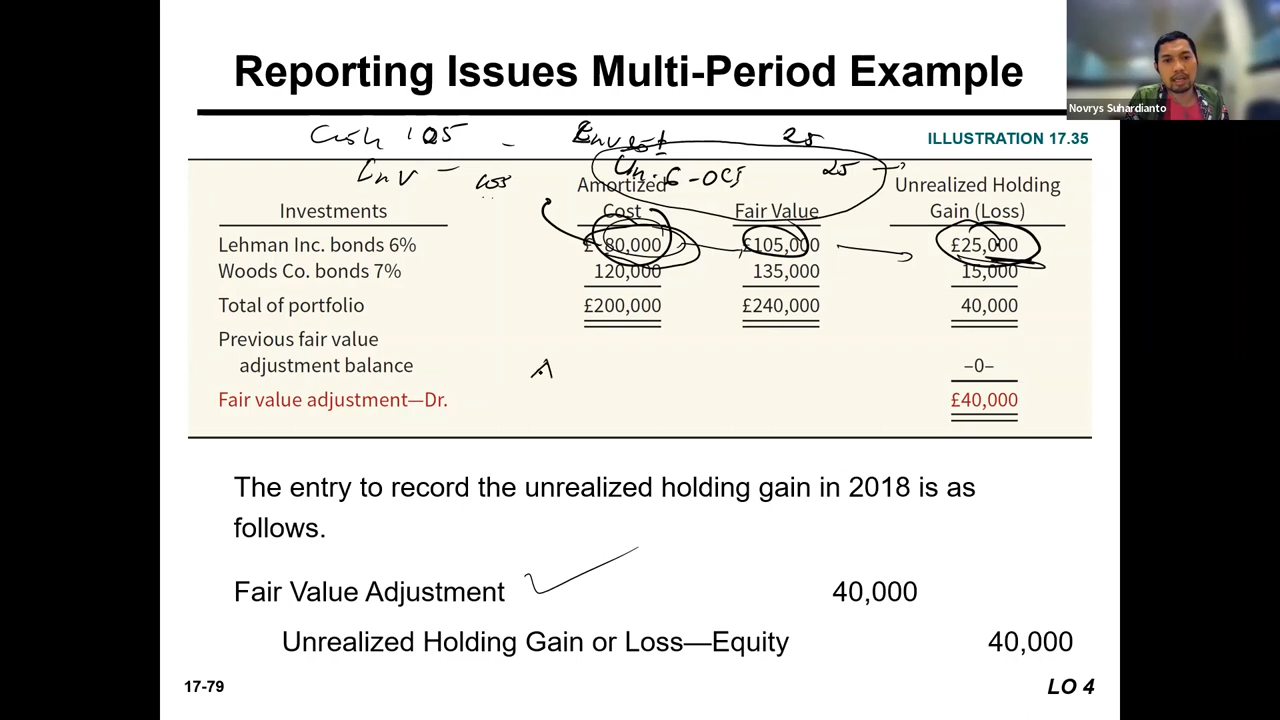 Reporting Issues Multi-Period Example
Novrys Suhardianto
Cash 105 - Invest 25
ILLUSTRATION 17.35
Inv - Un. G - OCI 25
Amortized Unrealized Holding
Investments Cost Fair Value Gain (Loss)
Lehman Inc. bonds 6% £ 80,000 £105,000 £25,000
Woods Co. bonds 7% 120,000 135,000 15,000
Total of portfolio £200,000 £240,000 40,000
Previous fair value
adjustment balance –0–
Fair value adjustment—Dr. £40,000
The entry to record the unrealized holding gain in 2018 is as
follows.
Fair Value Adjustment 40,000
Unrealized Holding Gain or Loss—Equity 40,000
17-79 LO 4